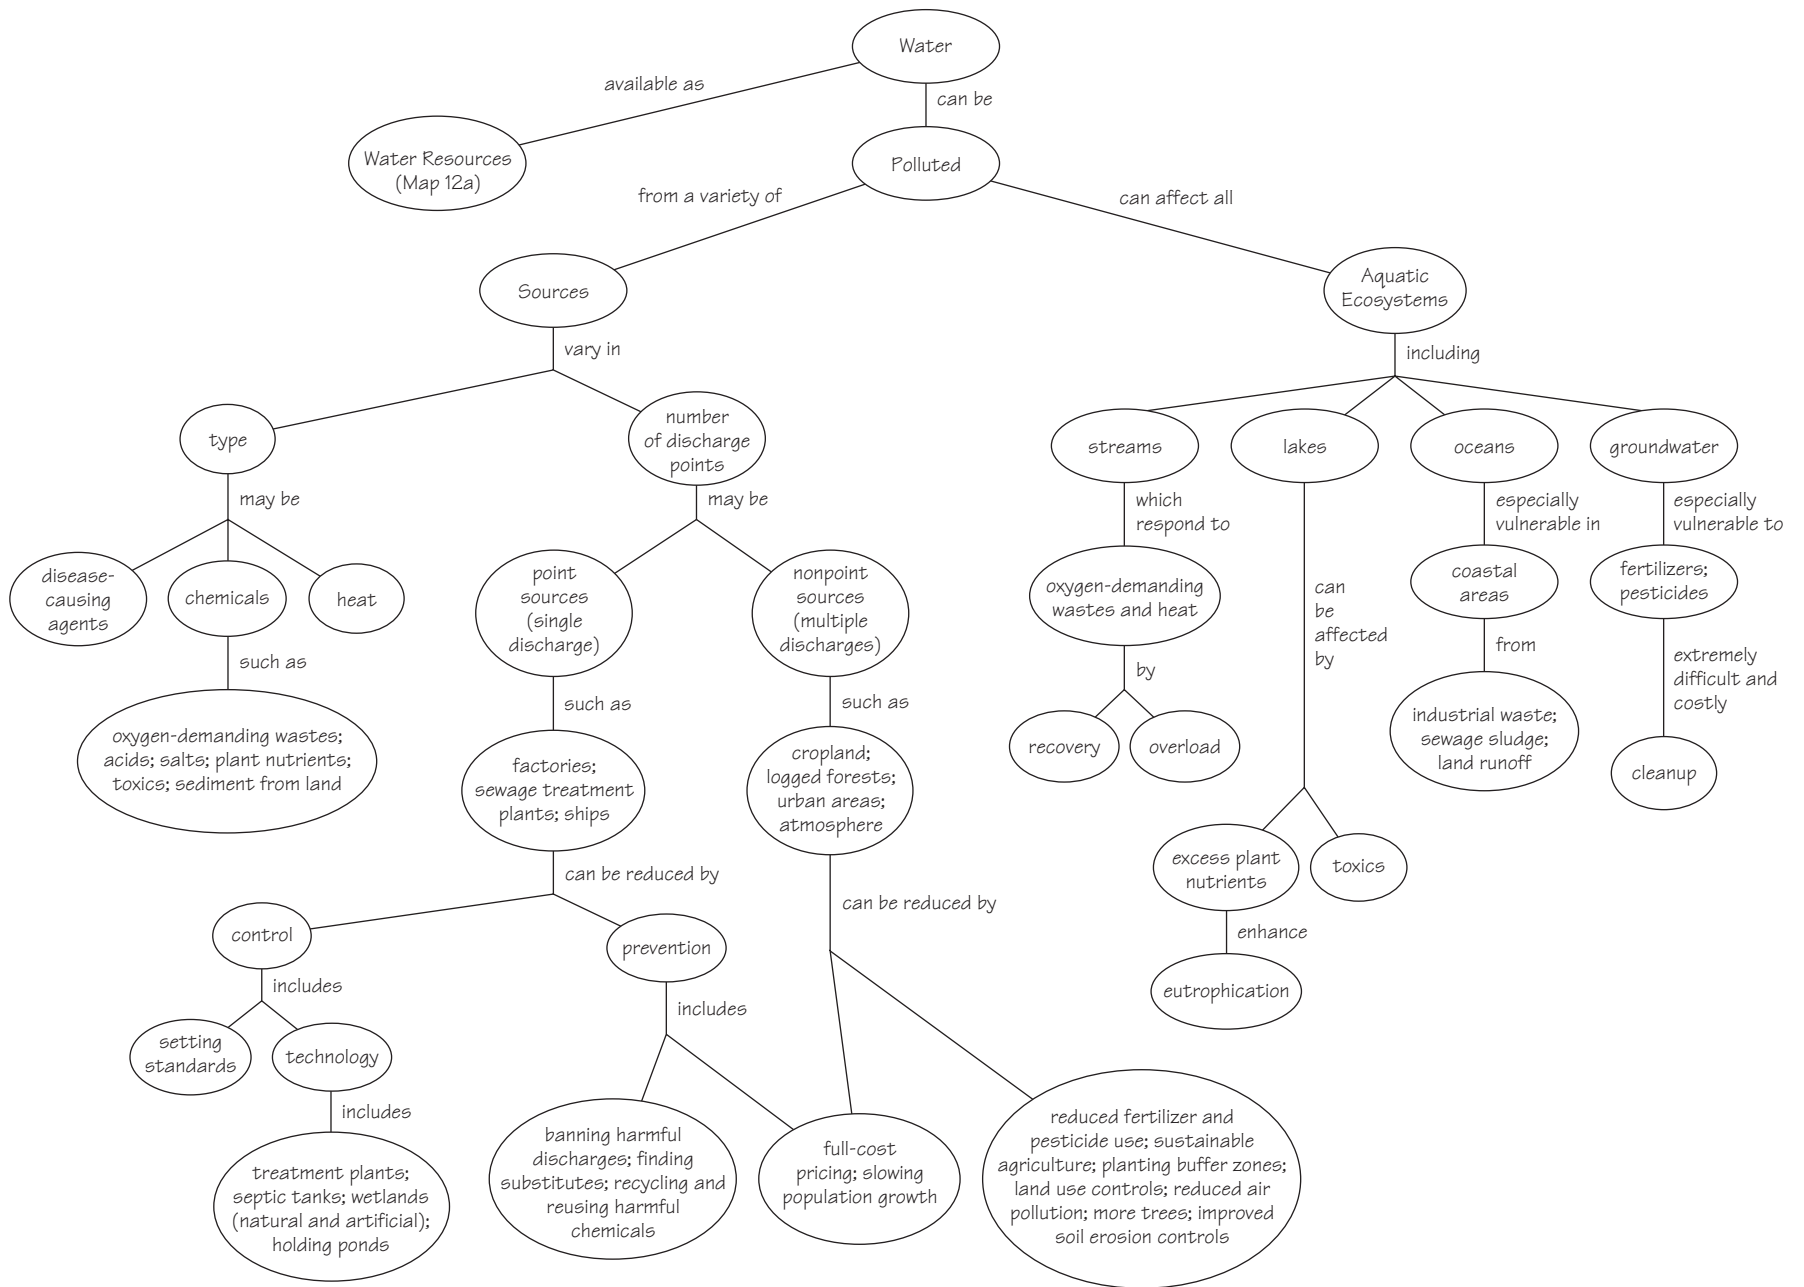 Water
available as
can be
Water Resources
(Map 12a)
Polluted
from a variety of
can affect all
Sources
Aquatic
Ecosystems
vary in
including
type
number
of discharge
points
streams
lakes
oceans
groundwater
may be
may be
which
respond to
especially
vulnerable in
especially
vulnerable to
disease-
causing
agents
chemicals
heat
point
sources
(single
discharge)
nonpoint
sources
(multiple
discharges)
oxygen-demanding
wastes and heat
can
be
affected
by
coastal
areas
fertilizers;
pesticides
such as
such as
such as
by
from
extremely
difficult and
costly
oxygen-demanding wastes;
acids; salts; plant nutrients;
toxics; sediment from land
factories;
sewage treatment
plants; ships
cropland;
logged forests;
urban areas;
atmosphere
recovery
overload
industrial waste;
sewage sludge;
land runoff
cleanup
can be reduced by
can be reduced by
excess plant
nutrients
toxics
control
prevention
enhance
includes
includes
eutrophication
setting
standards
technology
includes
treatment plants;
septic tanks; wetlands
(natural and artificial);
holding ponds
banning harmful
discharges; finding
substitutes; recycling and
reusing harmful
chemicals
full-cost
pricing; slowing
population growth
reduced fertilizer and
pesticide use; sustainable
agriculture; planting buffer zones;
land use controls; reduced air
pollution; more trees; improved
soil erosion controls